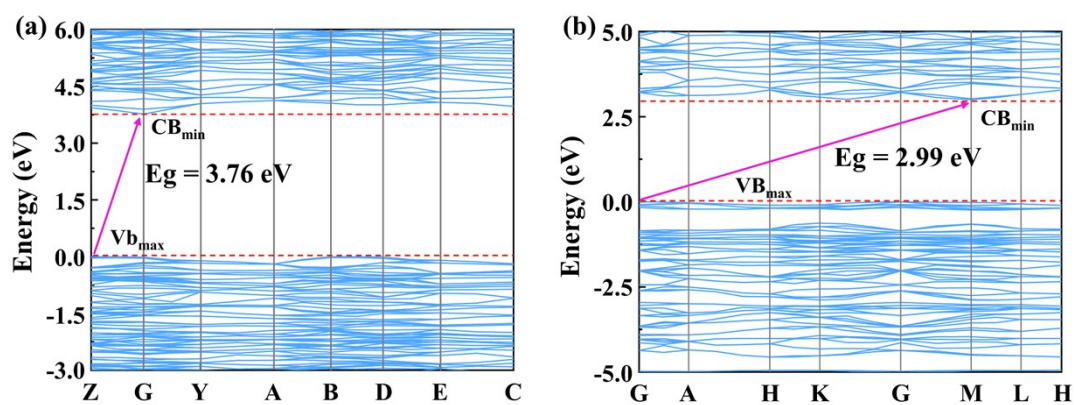 (a)
6.0
4.5
3.0
1.5
0.0
-1.5
-3.0
Energy (eV)
CBmin
Eg = 3.76 eV
Vbmax
Z G Y A B D E C
(b)
5.0
2.5
0.0
-2.5
-5.0
Energy (eV)
CBmin
Eg = 2.99 eV
VBmax
G A H K G M L H